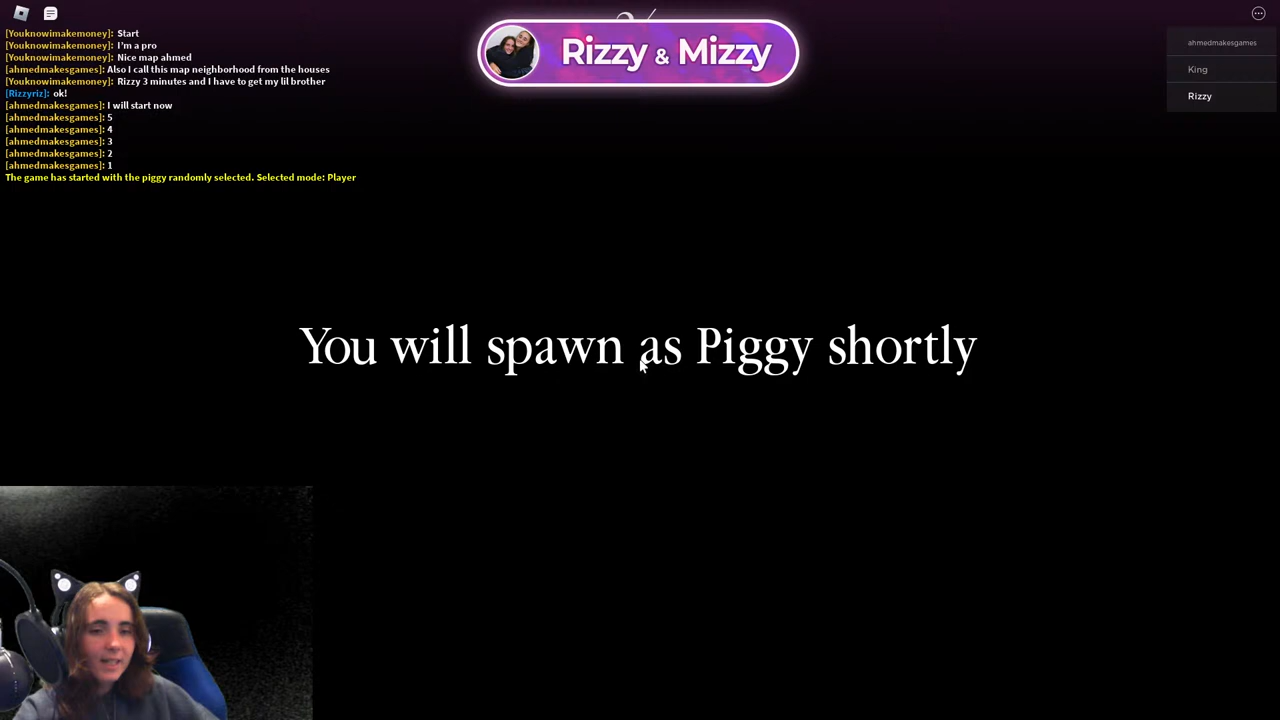 [Youknowimakemoney]: Start
[Youknowimakemoney]: I'm a pro
[Youknowimakemoney]: Nice map ahmed
[ahmedmakesgames]: Also I call this map neighborhood from the houses
[Youknowimakemoney]: Rizzy 3 minutes and I have to get my lil brother
[Rizzyriz]: ok!
[ahmedmakesgames]: I will start now
[ahmedmakesgames]: 5
[ahmedmakesgames]: 4
[ahmedmakesgames]: 3
[ahmedmakesgames]: 2
[ahmedmakesgames]: 1
The game has started with the piggy randomly selected. Selected mode: Player
Rizzy & Mizzy
ahmedmakesgames
King
Rizzy
You will spawn as Piggy shortly